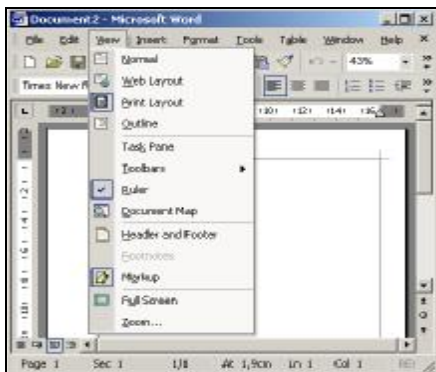 Document2 - Microsoft Word
File Edit View Insert Format Tools Table Window Help
Normal
43%
Web Layout
Times New R
Print Layout
Outline
Task Pane
Toolbars
Ruler
Document Map
Header and Footer
Footnotes
Markup
Full Screen
Zoom...
Page 1 Sec 1 1/1 At 1,9cm Ln 1 Col 1